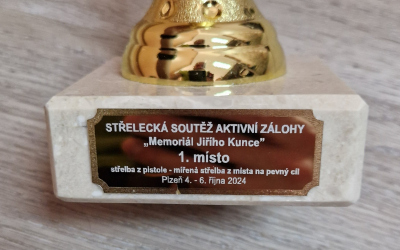 STŘELECKÁ SOUTĚŽ AKTIVNÍ ZÁLOHY
„Memoriál Jiřího Kunce"
1. místo
střelba z pistole - mířená střelba z místa na pevný cíl
Plzeň 4. - 6. října 2024